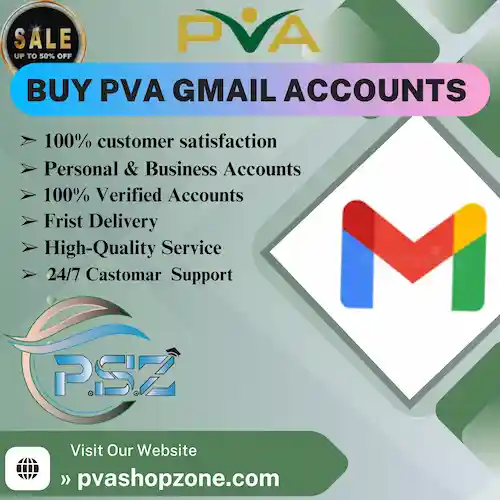 SALE
UP TO 50% OFF
PVA
BUY PVA GMAIL ACCOUNTS
➢ 100% customer satisfaction
➢ Personal & Business Accounts
➢ 100% Verified Accounts
➢ Frist Delivery
➢ High-Quality Service
➢ 24/7 Castomar Support
P.S.Z
Visit Our Website
» pvashopzone.com